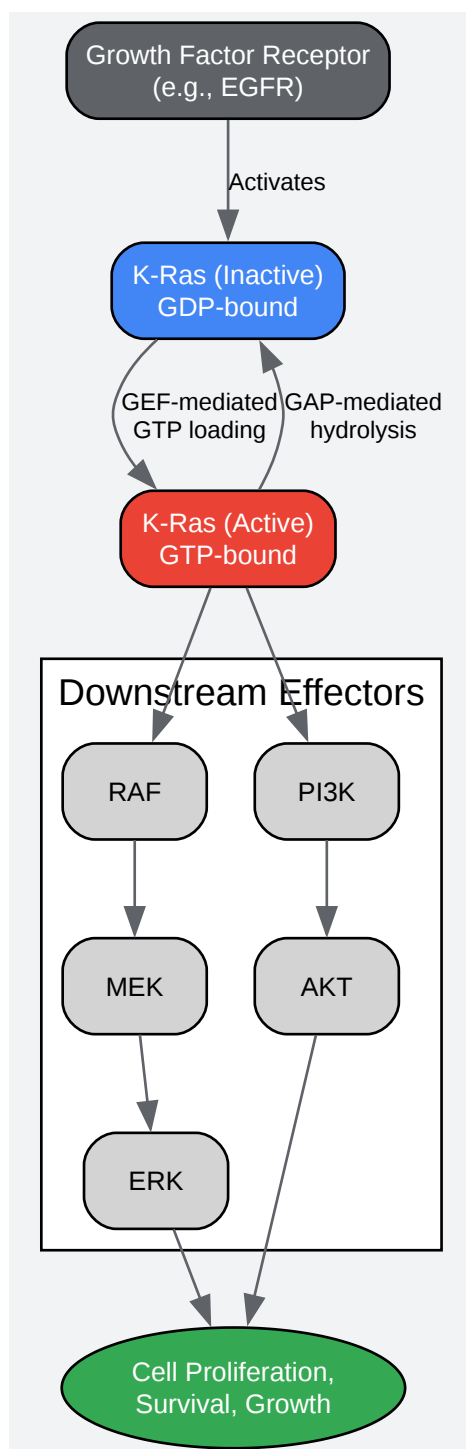 Growth Factor Receptor
(e.g., EGFR)
Activates
K-Ras (Inactive)
GDP-bound
GEF-mediated
GTP loading
GAP-mediated
hydrolysis
K-Ras (Active)
GTP-bound
Downstream Effectors
RAF
PI3K
MEK
AKT
ERK
Cell Proliferation,
Survival, Growth